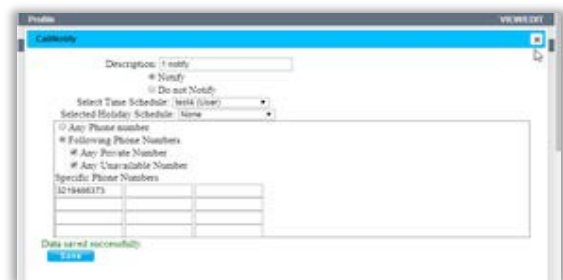 Profile VIEW/EDIT
CallNotify
Description: 1 notify
Notify
Do not Notify
Select Time Schedule: test4 (User)
Selected Holiday Schedule: None
Any Phone number
Following Phone Numbers
Any Private Number
Any Unavailable Number
Specific Phone Numbers
3219486373
Data saved successfully.
Save